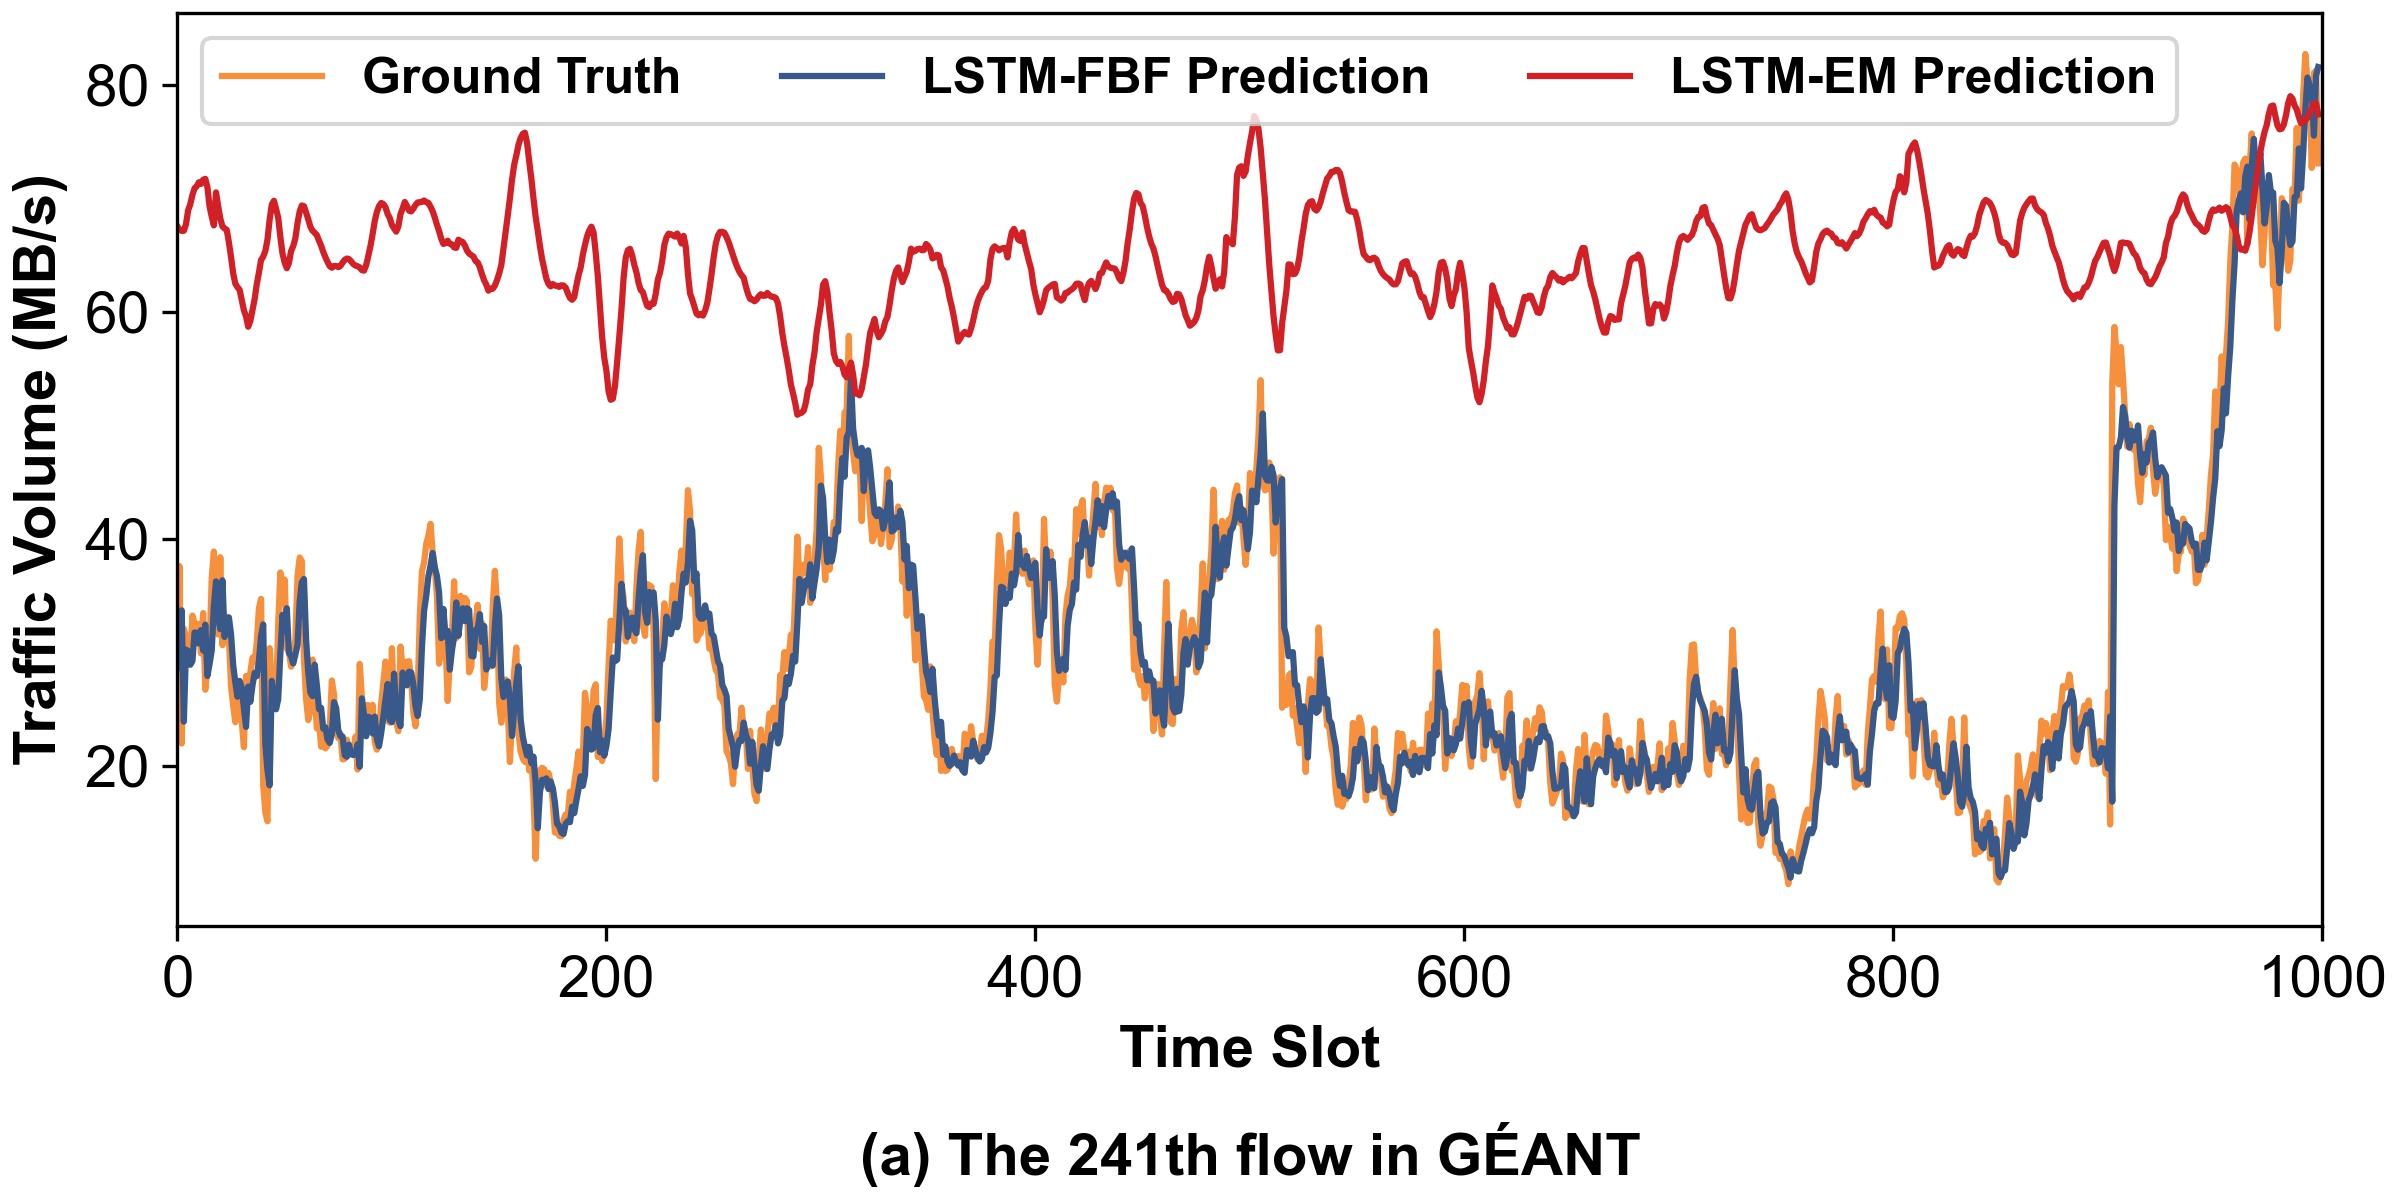 Ground Truth LSTM-FBF Prediction LSTM-EM Prediction
Traffic Volume (MB/s)
80
60
40
20
0 200 400 600 800 1000
Time Slot
(a) The 241th flow in GÉANT